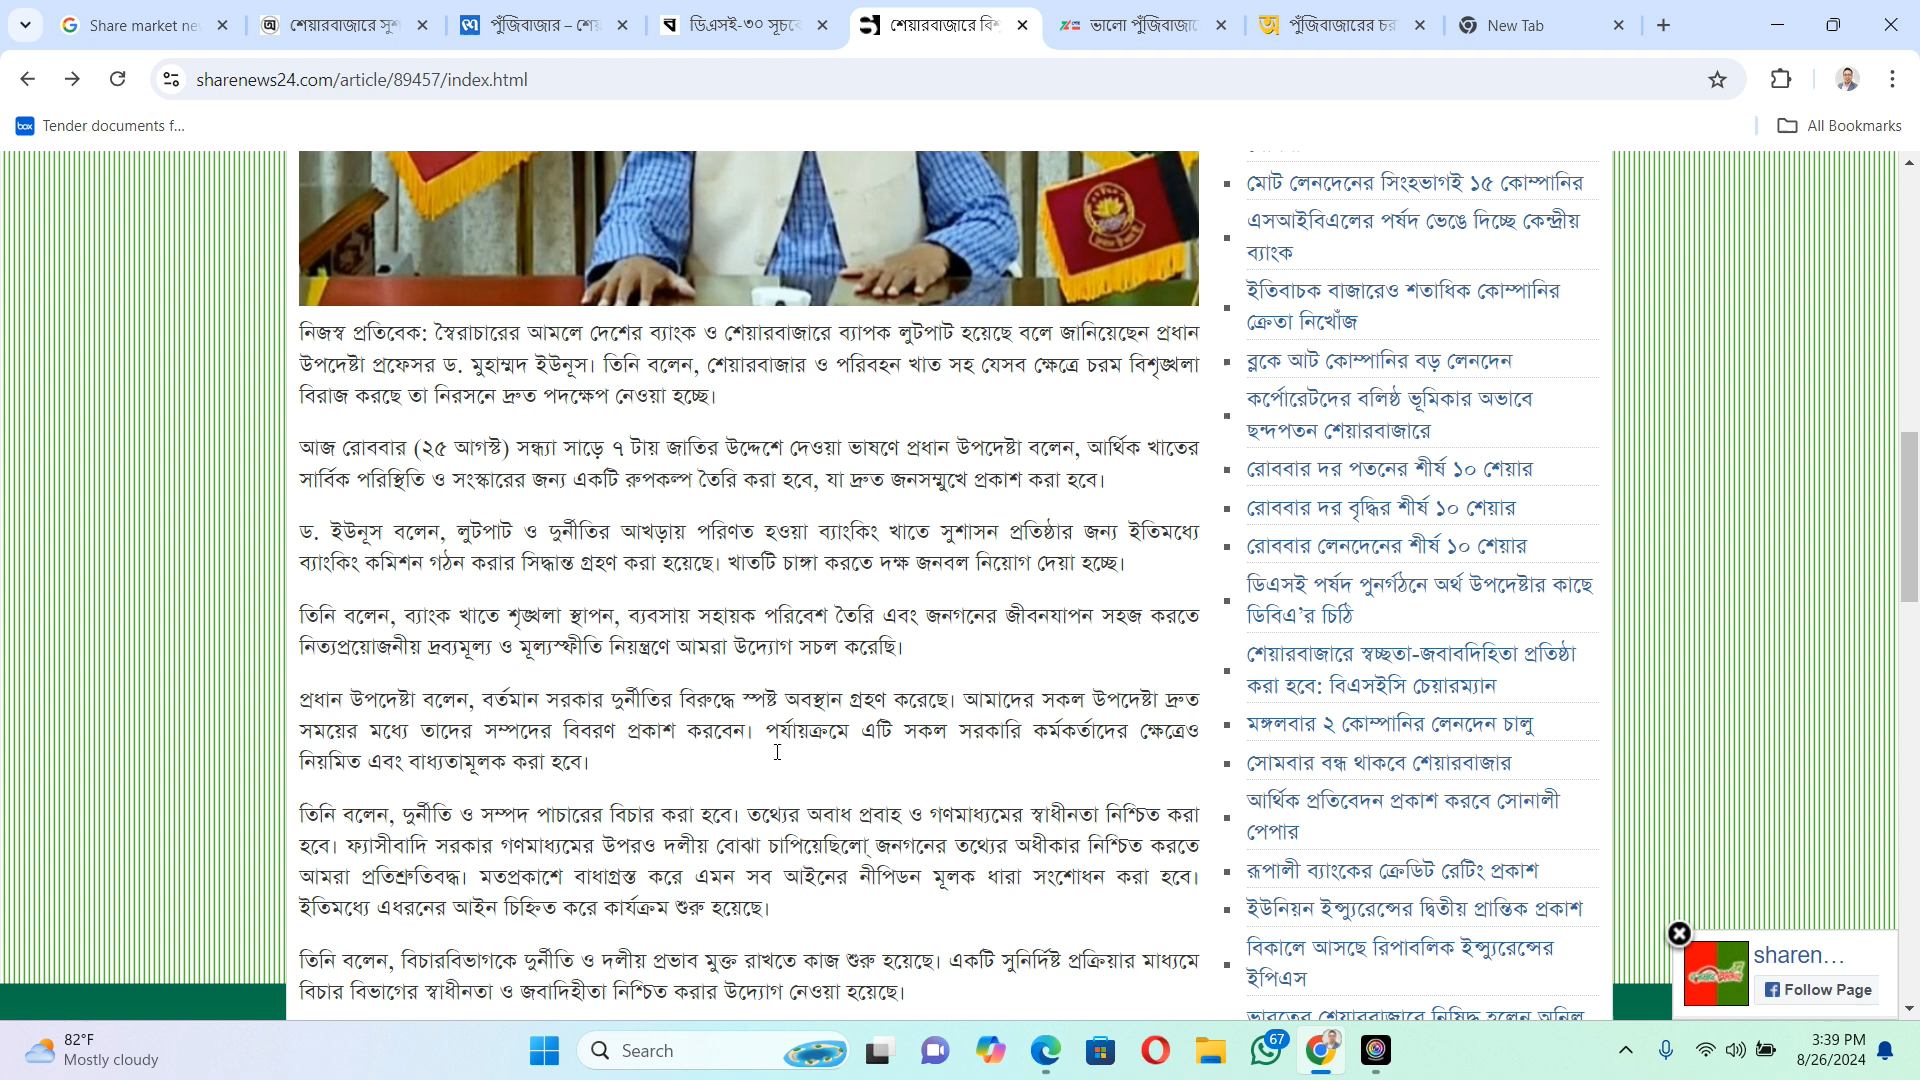 Share market ne
শেয়ারবাজারে সুশ
পুঁজিবাজার – শে
ডিএসই-৩০ সূচকে
শেয়ারবাজারে বিশ
ভালো পুঁজিবাজা
পুঁজিবাজারের চর
New Tab
sharenews24.com/article/89457/index.html
Tender documents f...
All Bookmarks
নিজস্ব প্রতিবেক: স্বৈরাচারের আমলে দেশের ব্যাংক ও শেয়ারবাজারে ব্যাপক লুটপাট হয়েছে বলে জানিয়েছেন প্রধান
উপদেষ্টা প্রফেসর ড. মুহাম্মদ ইউনূস। তিনি বলেন, শেয়ারবাজার ও পরিবহন খাত সহ যেসব ক্ষেত্রে চরম বিশৃঙ্খলা
বিরাজ করছে তা নিরসনে দ্রুত পদক্ষেপ নেওয়া হচ্ছে।
আজ রোববার (২৫ আগস্ট) সন্ধ্যা সাড়ে ৭ টায় জাতির উদ্দেশে দেওয়া ভাষণে প্রধান উপদেষ্টা বলেন, আর্থিক খাতের
সার্বিক পরিস্থিতি ও সংস্কারের জন্য একটি রুপকল্প তৈরি করা হবে, যা দ্রুত জনসম্মুখে প্রকাশ করা হবে।
ড. ইউনূস বলেন, লুটপাট ও দুর্নীতির আখড়ায় পরিণত হওয়া ব্যাংকিং খাতে সুশাসন প্রতিষ্ঠার জন্য ইতিমধ্যে
ব্যাংকিং কমিশন গঠন করার সিদ্ধান্ত গ্রহণ করা হয়েছে। খাতটি চাঙ্গা করতে দক্ষ জনবল নিয়োগ দেয়া হচ্ছে।
তিনি বলেন, ব্যাংক খাতে শৃঙ্খলা স্থাপন, ব্যবসায় সহায়ক পরিবেশ তৈরি এবং জনগনের জীবনযাপন সহজ করতে
নিত্যপ্রয়োজনীয় দ্রব্যমূল্য ও মূল্যস্ফীতি নিয়ন্ত্রণে আমরা উদ্যোগ সচল করেছি।
প্রধান উপদেষ্টা বলেন, বর্তমান সরকার দুর্নীতির বিরুদ্ধে স্পষ্ট অবস্থান গ্রহণ করেছে। আমাদের সকল উপদেষ্টা দ্রুত
সময়ের মধ্যে তাদের সম্পদের বিবরণ প্রকাশ করবেন। পর্যায়ক্রমে এটি সকল সরকারি কর্মকর্তাদের ক্ষেত্রেও
নিয়মিত এবং বাধ্যতামূলক করা হবে।
তিনি বলেন, দুর্নীতি ও সম্পদ পাচারের বিচার করা হবে। তথ্যের অবাধ প্রবাহ ও গণমাধ্যমের স্বাধীনতা নিশ্চিত করা
হবে। ফ্যাসীবাদি সরকার গণমাধ্যমের উপরও দলীয় বোঝা চাপিয়েছিলো্ জনগনের তথ্যের অধীকার নিশ্চিত করতে
আমরা প্রতিশ্রুতিবদ্ধ। মতপ্রকাশে বাধাগ্রস্ত করে এমন সব আইনের নীপিডন মূলক ধারা সংশোধন করা হবে।
ইতিমধ্যে এধরনের আইন চিহ্নিত করে কার্যক্রম শুরু হয়েছে।
তিনি বলেন, বিচারবিভাগকে দুর্নীতি ও দলীয় প্রভাব মুক্ত রাখতে কাজ শুরু হয়েছে। একটি সুনির্দিষ্ট প্রক্রিয়ার মাধ্যমে
বিচার বিভাগের স্বাধীনতা ও জবাদিহীতা নিশ্চিত করার উদ্যোগ নেওয়া হয়েছে।
মোট লেনদেনের সিংহভাগই ১৫ কোম্পানির
এসআইবিএলের পর্ষদ ভেঙে দিচ্ছে কেন্দ্রীয়
ব্যাংক
ইতিবাচক বাজারেও শতাধিক কোম্পানির
ক্রেতা নিখোঁজ
ব্লকে আট কোম্পানির বড় লেনদেন
কর্পোরেটদের বলিষ্ঠ ভূমিকার অভাবে
ছন্দপতন শেয়ারবাজারে
রোববার দর পতনের শীর্ষ ১০ শেয়ার
রোববার দর বৃদ্ধির শীর্ষ ১০ শেয়ার
রোববার লেনদেনের শীর্ষ ১০ শেয়ার
ডিএসই পর্ষদ পুনর্গঠনে অর্থ উপদেষ্টার কাছে
ডিবিএ’র চিঠি
শেয়ারবাজারে স্বচ্ছতা-জবাবদিহিতা প্রতিষ্ঠা
করা হবে: বিএসইসি চেয়ারম্যান
মঙ্গলবার ২ কোম্পানির লেনদেন চালু
সোমবার বন্ধ থাকবে শেয়ারবাজার
আর্থিক প্রতিবেদন প্রকাশ করবে সোনালী
পেপার
রূপালী ব্যাংকের ক্রেডিট রেটিং প্রকাশ
ইউনিয়ন ইন্স্যুরেন্সের দ্বিতীয় প্রান্তিক প্রকাশ
বিকালে আসছে রিপাবলিক ইন্স্যুরেন্সের
ইপিএস
ভারতের শেয়ারবাজারে নিষিদ্ধ হলেন অনিল
sharen...
Follow Page
82°F
Mostly cloudy
Search
67
3:39 PM
8/26/2024